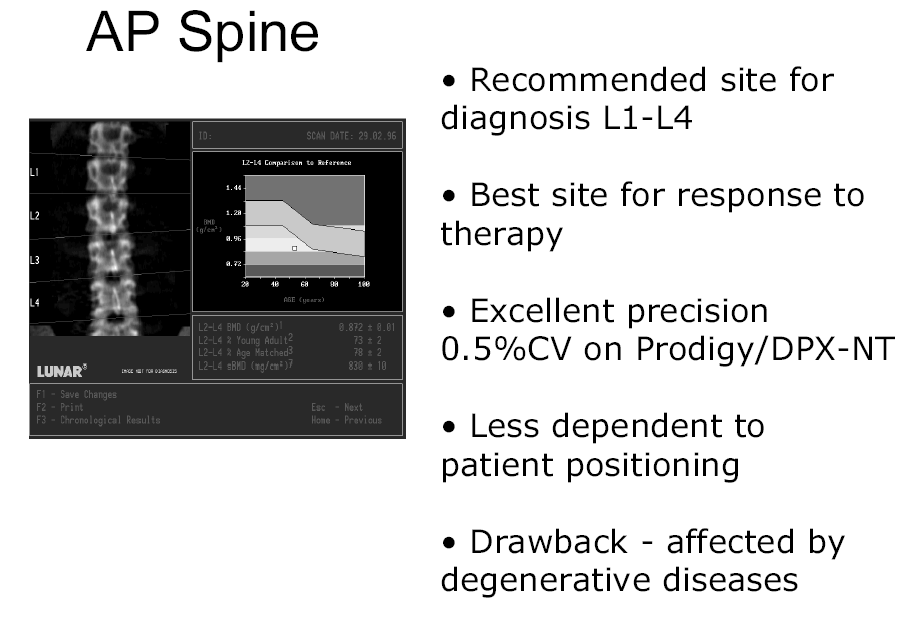 AP Spine
• Recommended site for
diagnosis L1-L4
• Best site for response to
therapy
• Excellent precision
0.5%CV on Prodigy/DPX-NT
• Less dependent to
patient positioning
• Drawback - affected by
degenerative diseases
L1
L2
L3
L4
LUNAR®
IMAGE NOT FOR DIAGNOSIS
ID:
SCAN DATE: 29.02.96
L2-L4 Comparison to Reference
1.44
1.20
0.96
0.72
BMD
(g/cm²)
20 40 60 80 100
AGE (years)
L2-L4 BMD (g/cm²)1 0.872 ± 0.01
L2-L4 % Young Adult2 73 ± 2
L2-L4 % Age Matched3 78 ± 2
L2-L4 sBMD (mg/cm²)7 830 ± 10
F1 - Save Changes
F2 - Print Esc - Next
F3 - Chronological Results Home - Previous